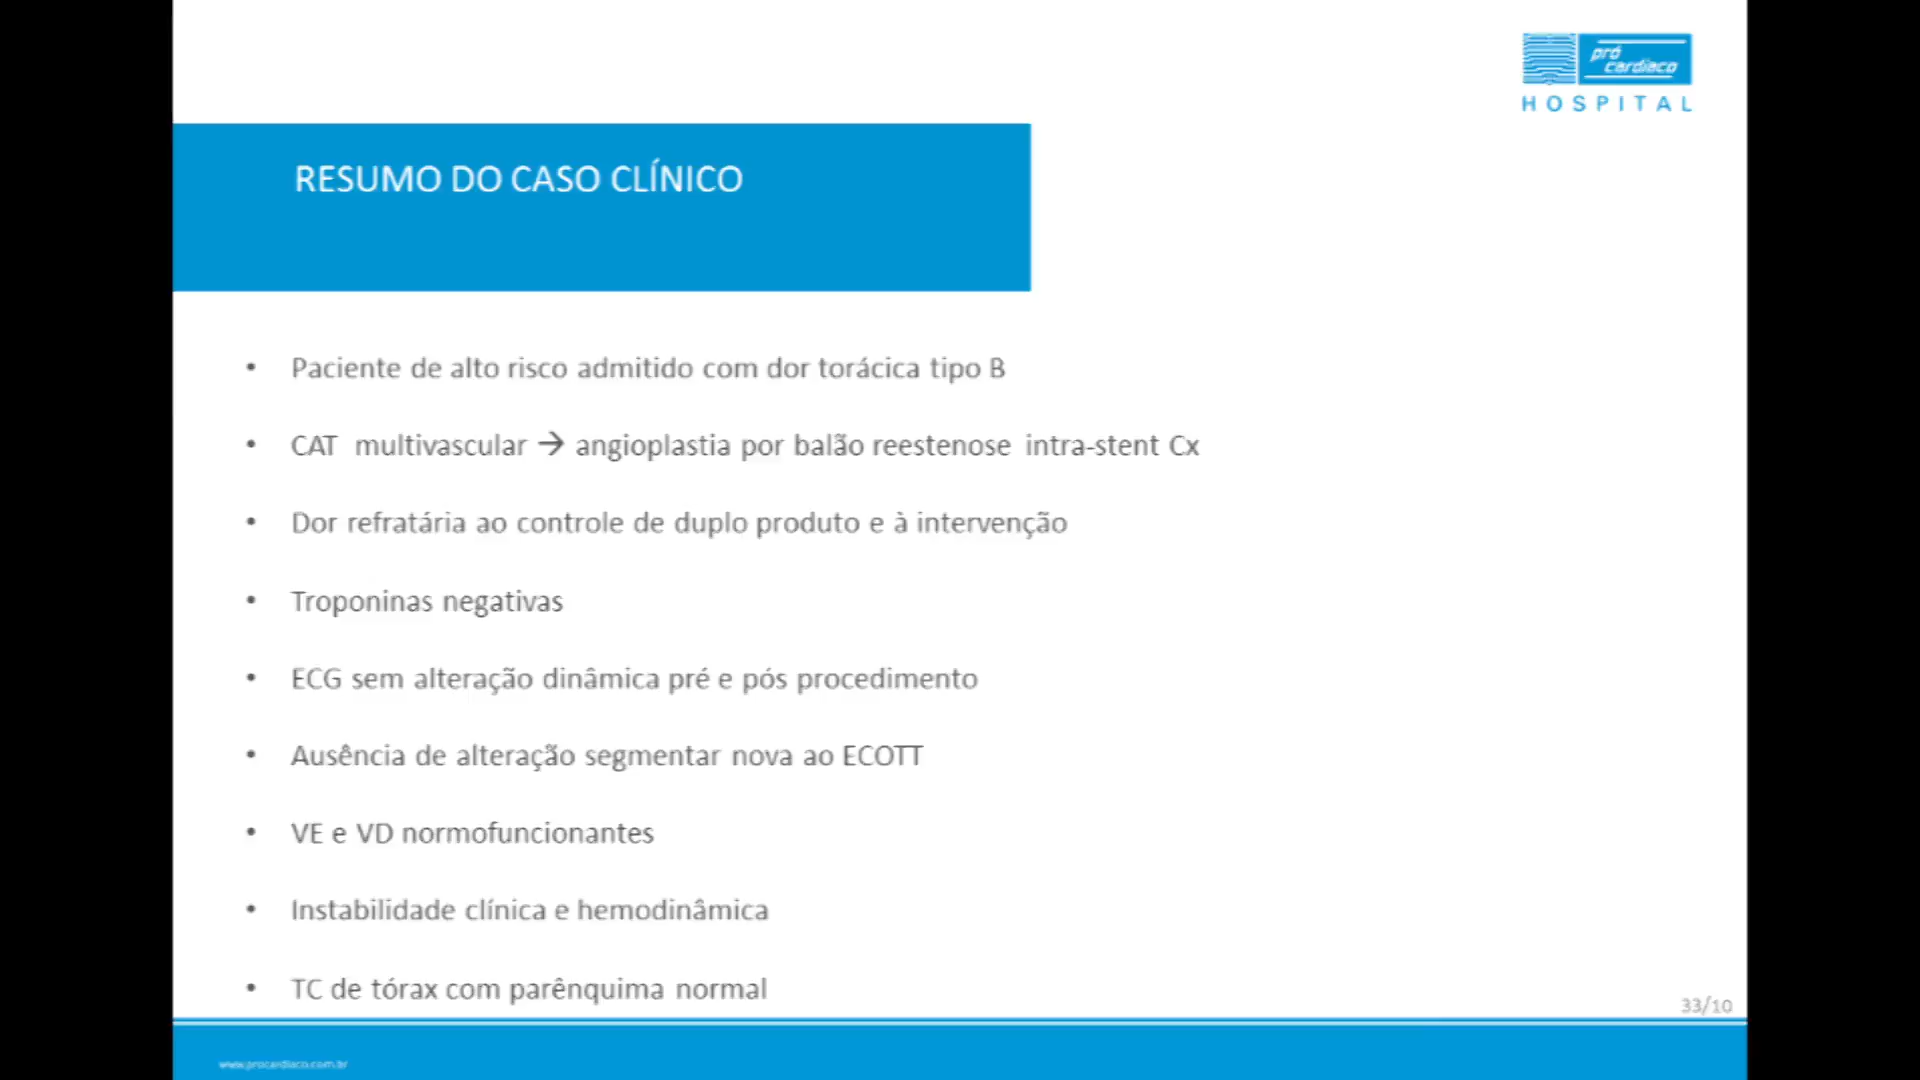 pró
cardíaco
HOSPITAL
RESUMO DO CASO CLÍNICO
• Paciente de alto risco admitido com dor torácica tipo B
• CAT multivascular → angioplastia por balão reestenose intra-stent Cx
• Dor refratária ao controle de duplo produto e à intervenção
• Troponinas negativas
• ECG sem alteração dinâmica pré e pós procedimento
• Ausência de alteração segmentar nova ao ECOTT
• VE e VD normofuncionantes
• Instabilidade clínica e hemodinâmica
• TC de tórax com parênquima normal
33/10
www.procardiaco.com.br